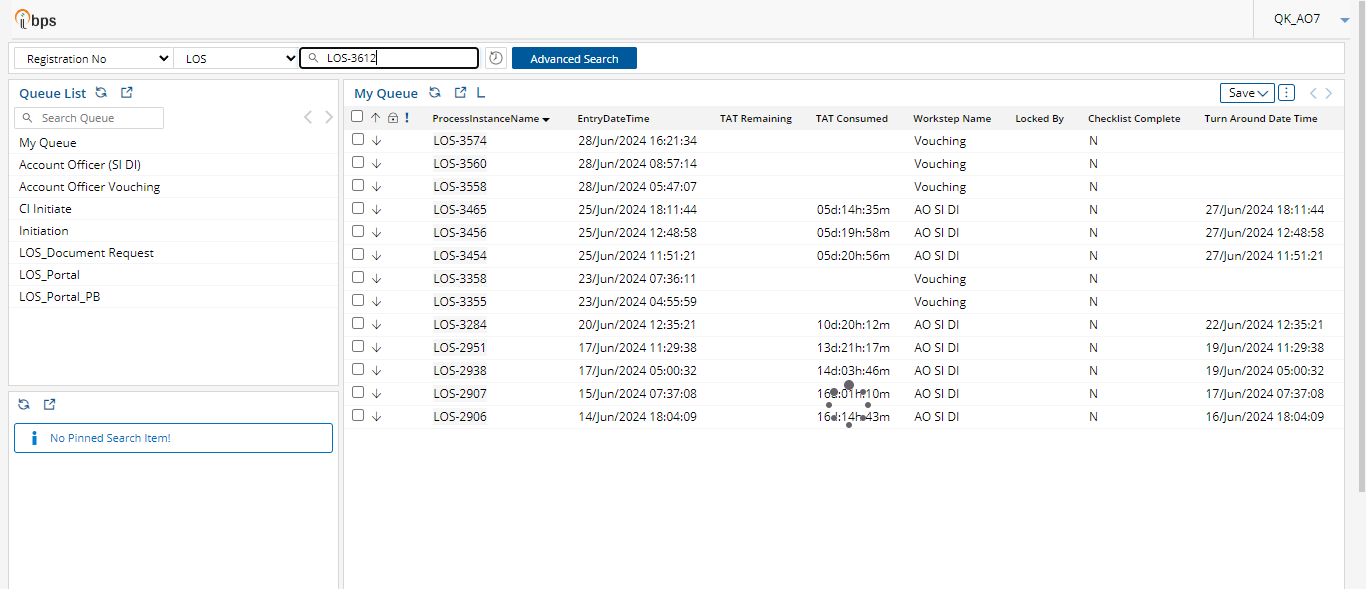 ibps
QK_AO7
Registration No LOS LOS-3612 Advanced Search
Queue List
Search Queue
My Queue
Account Officer (SI DI)
Account Officer Vouching
CI Initiate
Initiation
LOS_Document Request
LOS_Portal
LOS_Portal_PB
No Pinned Search Item!
My Queue L Save
! ProcessInstanceName EntryDateTime TAT Remaining TAT Consumed Workstep Name Locked By Checklist Complete Turn Around Date Time
LOS-3574 28/Jun/2024 16:21:34 Vouching N
LOS-3560 28/Jun/2024 08:57:14 Vouching N
LOS-3558 28/Jun/2024 05:47:07 Vouching N
LOS-3465 25/Jun/2024 18:11:44 05d:14h:35m AO SI DI N 27/Jun/2024 18:11:44
LOS-3456 25/Jun/2024 12:48:58 05d:19h:58m AO SI DI N 27/Jun/2024 12:48:58
LOS-3454 25/Jun/2024 11:51:21 05d:20h:56m AO SI DI N 27/Jun/2024 11:51:21
LOS-3358 23/Jun/2024 07:36:11 Vouching N
LOS-3355 23/Jun/2024 04:55:59 Vouching N
LOS-3284 20/Jun/2024 12:35:21 10d:20h:12m AO SI DI N 22/Jun/2024 12:35:21
LOS-2951 17/Jun/2024 11:29:38 13d:21h:17m AO SI DI N 19/Jun/2024 11:29:38
LOS-2938 17/Jun/2024 05:00:32 14d:03h:46m AO SI DI N 19/Jun/2024 05:00:32
LOS-2907 15/Jun/2024 07:37:08 16d:01h:10m AO SI DI N 17/Jun/2024 07:37:08
LOS-2906 14/Jun/2024 18:04:09 16d:14h:43m AO SI DI N 16/Jun/2024 18:04:09